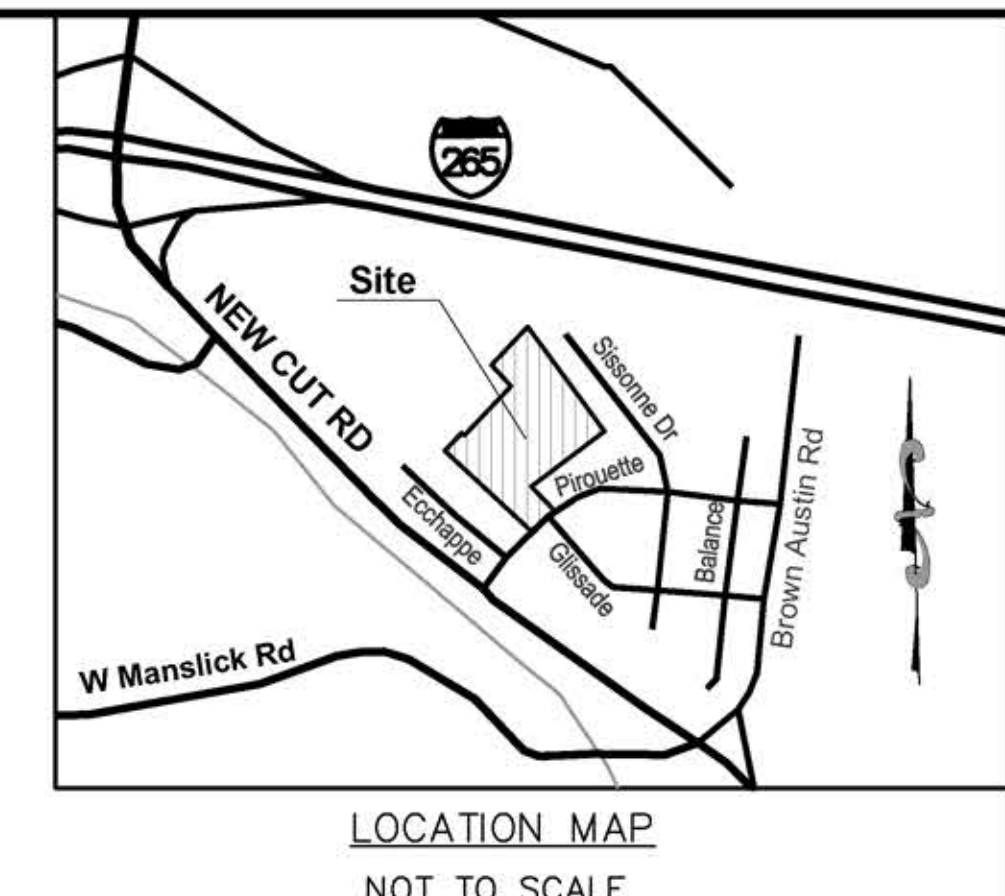 265
Site
NEW CUT RD
Sissonne Dr
Pirouette
Ecchappe
Glissade
Balance
Brown Austin Rd
W Manslick Rd
LOCATION MAP
NOT TO SCALE